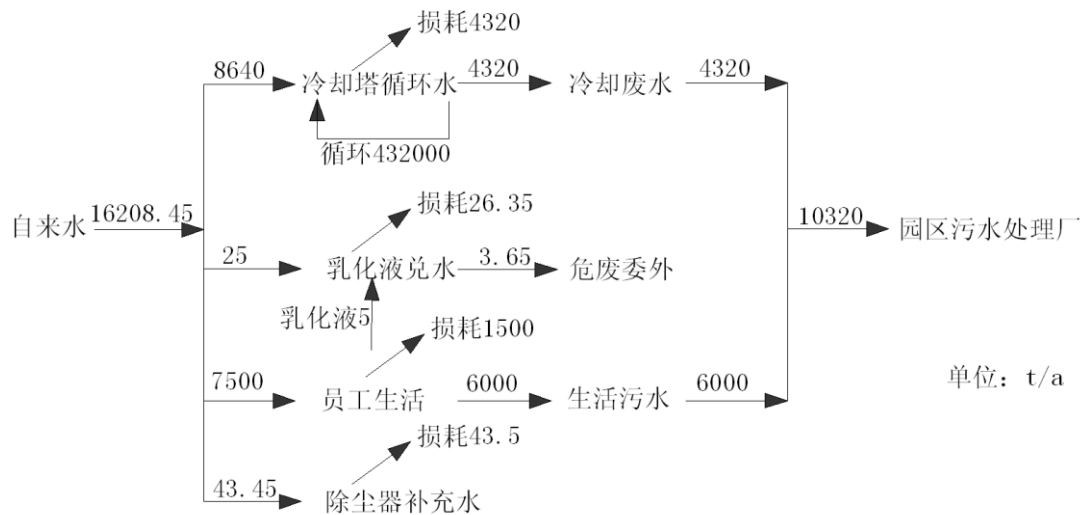 损耗4320
8640
冷却塔循环水
4320
冷却废水
4320
循环432000
自来水
16208.45
损耗26.35
10320
园区污水处理厂
25
乳化液兑水
3.65
危废委外
乳化液5
损耗1500
7500
员工生活
6000
生活污水
6000
单位：t/a
损耗43.5
43.45
除尘器补充水